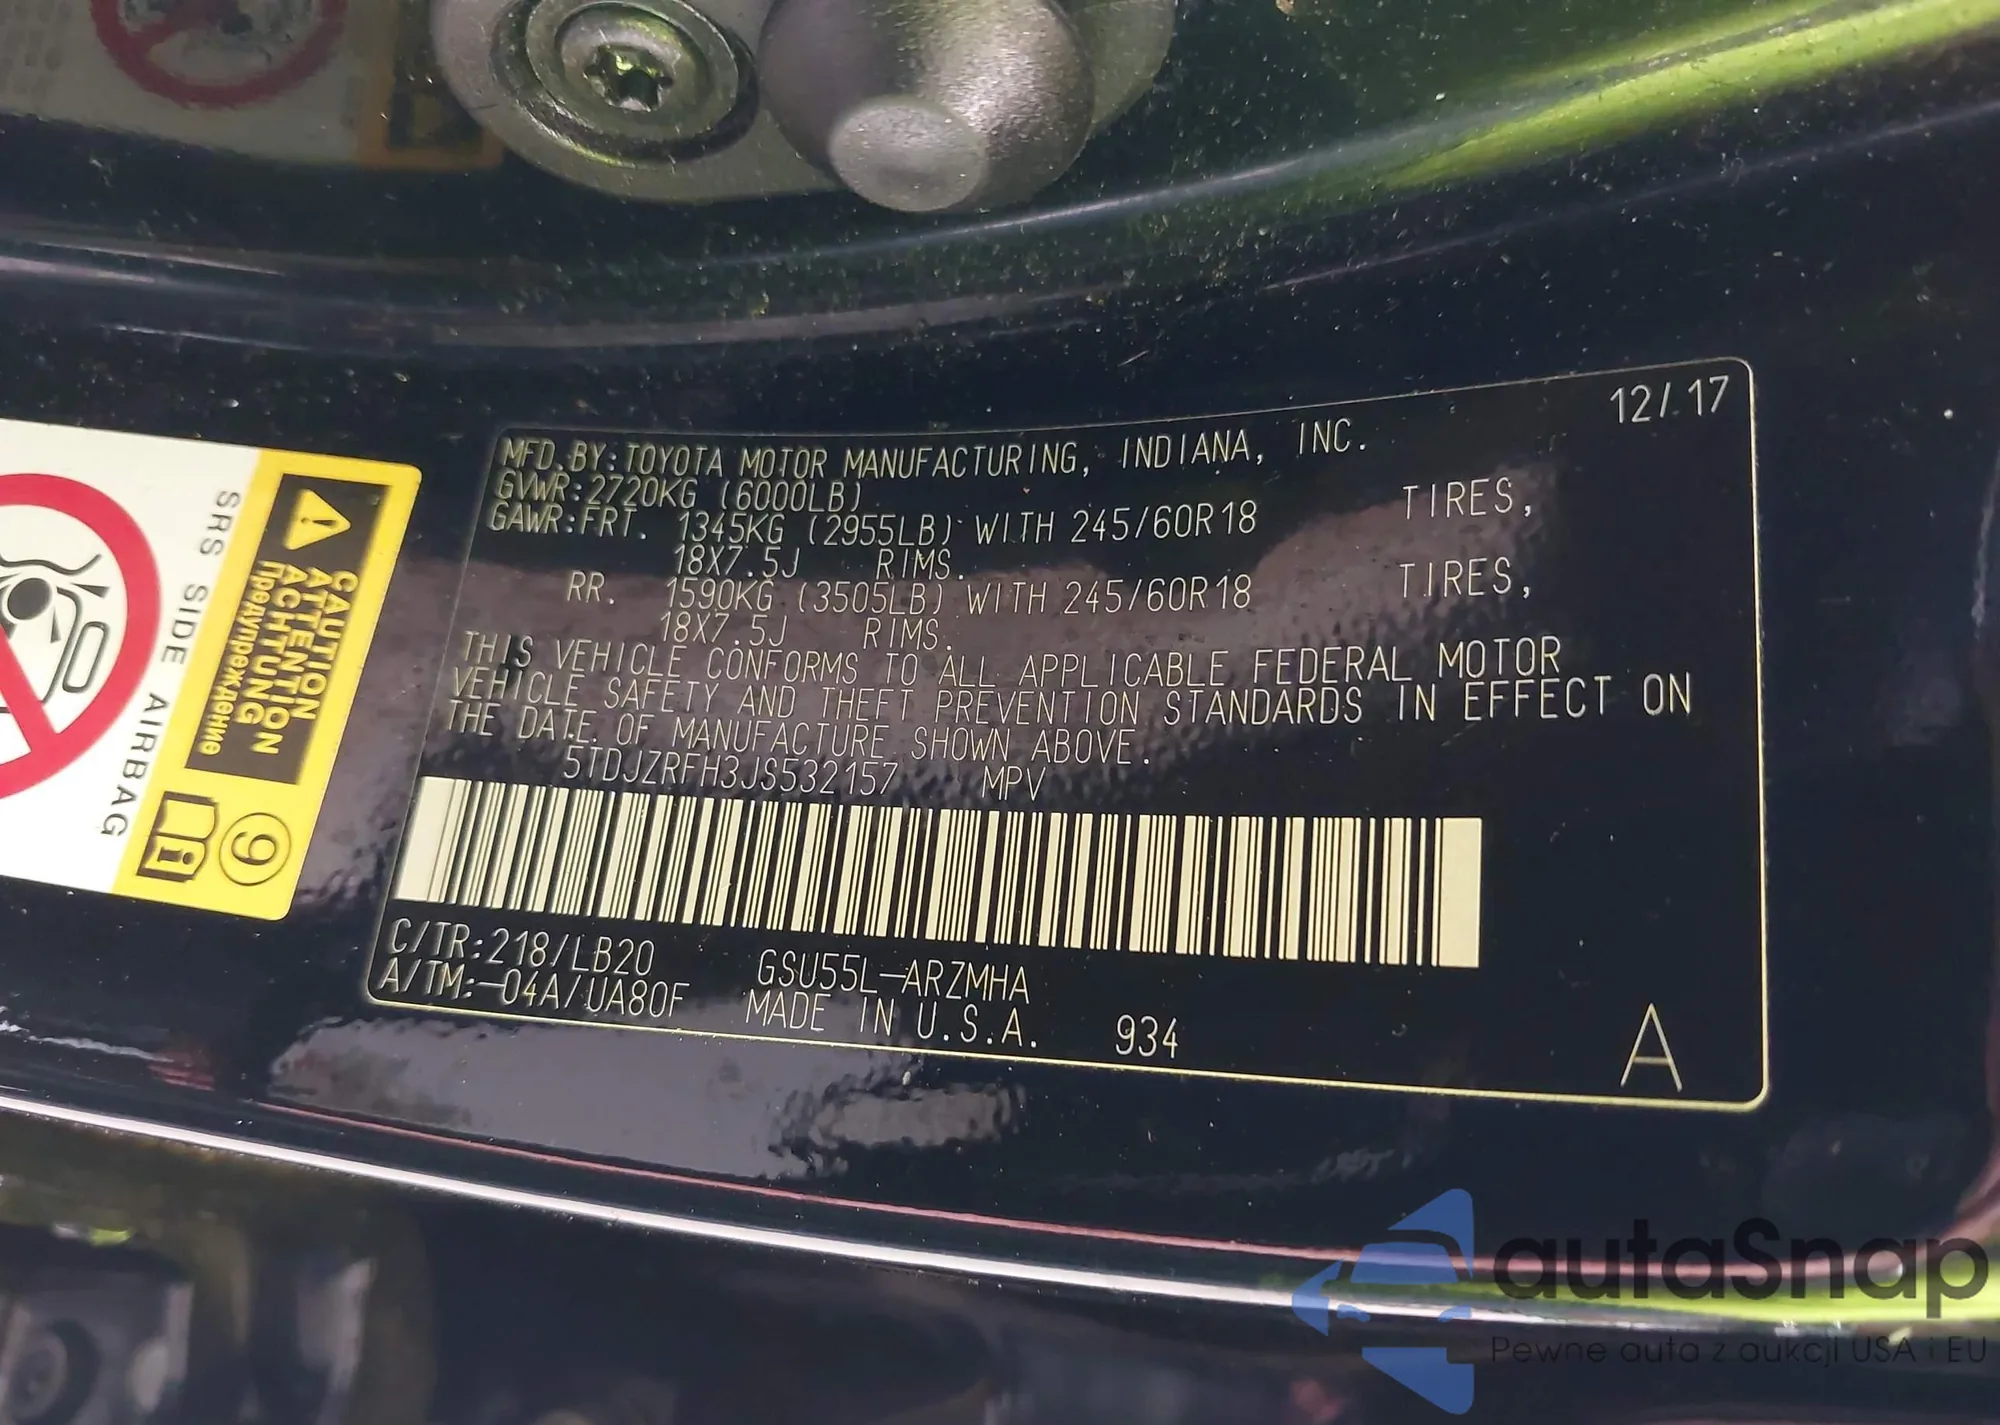 12/17
MFD.BY:TOYOTA MOTOR MANUFACTURING, INDIANA, INC.
GVWR:2720KG (6000LB)
GAWR:FRT. 1345KG (2955LB) WITH 245/60R18 TIRES,
18X7.5J RIMS.
RR. 1590KG (3505LB) WITH 245/60R18 TIRES,
18X7.5J RIMS.
THIS VEHICLE CONFORMS TO ALL APPLICABLE FEDERAL MOTOR
VEHICLE SAFETY AND THEFT PREVENTION STANDARDS IN EFFECT ON
THE DATE OF MANUFACTURE SHOWN ABOVE.
5TDJZRFH3JS532157 MPV
C/TR:218/LB20 GSU55L-ARZMHA
A/TM:-04A/UA80F MADE IN U.S.A. 934
A
CAUTION
ATTENTION
ACHTUNG
Предупреждение
SRS SIDE AIRBAG
9
autaSnap
Pewne auta z aukcji USA i EU